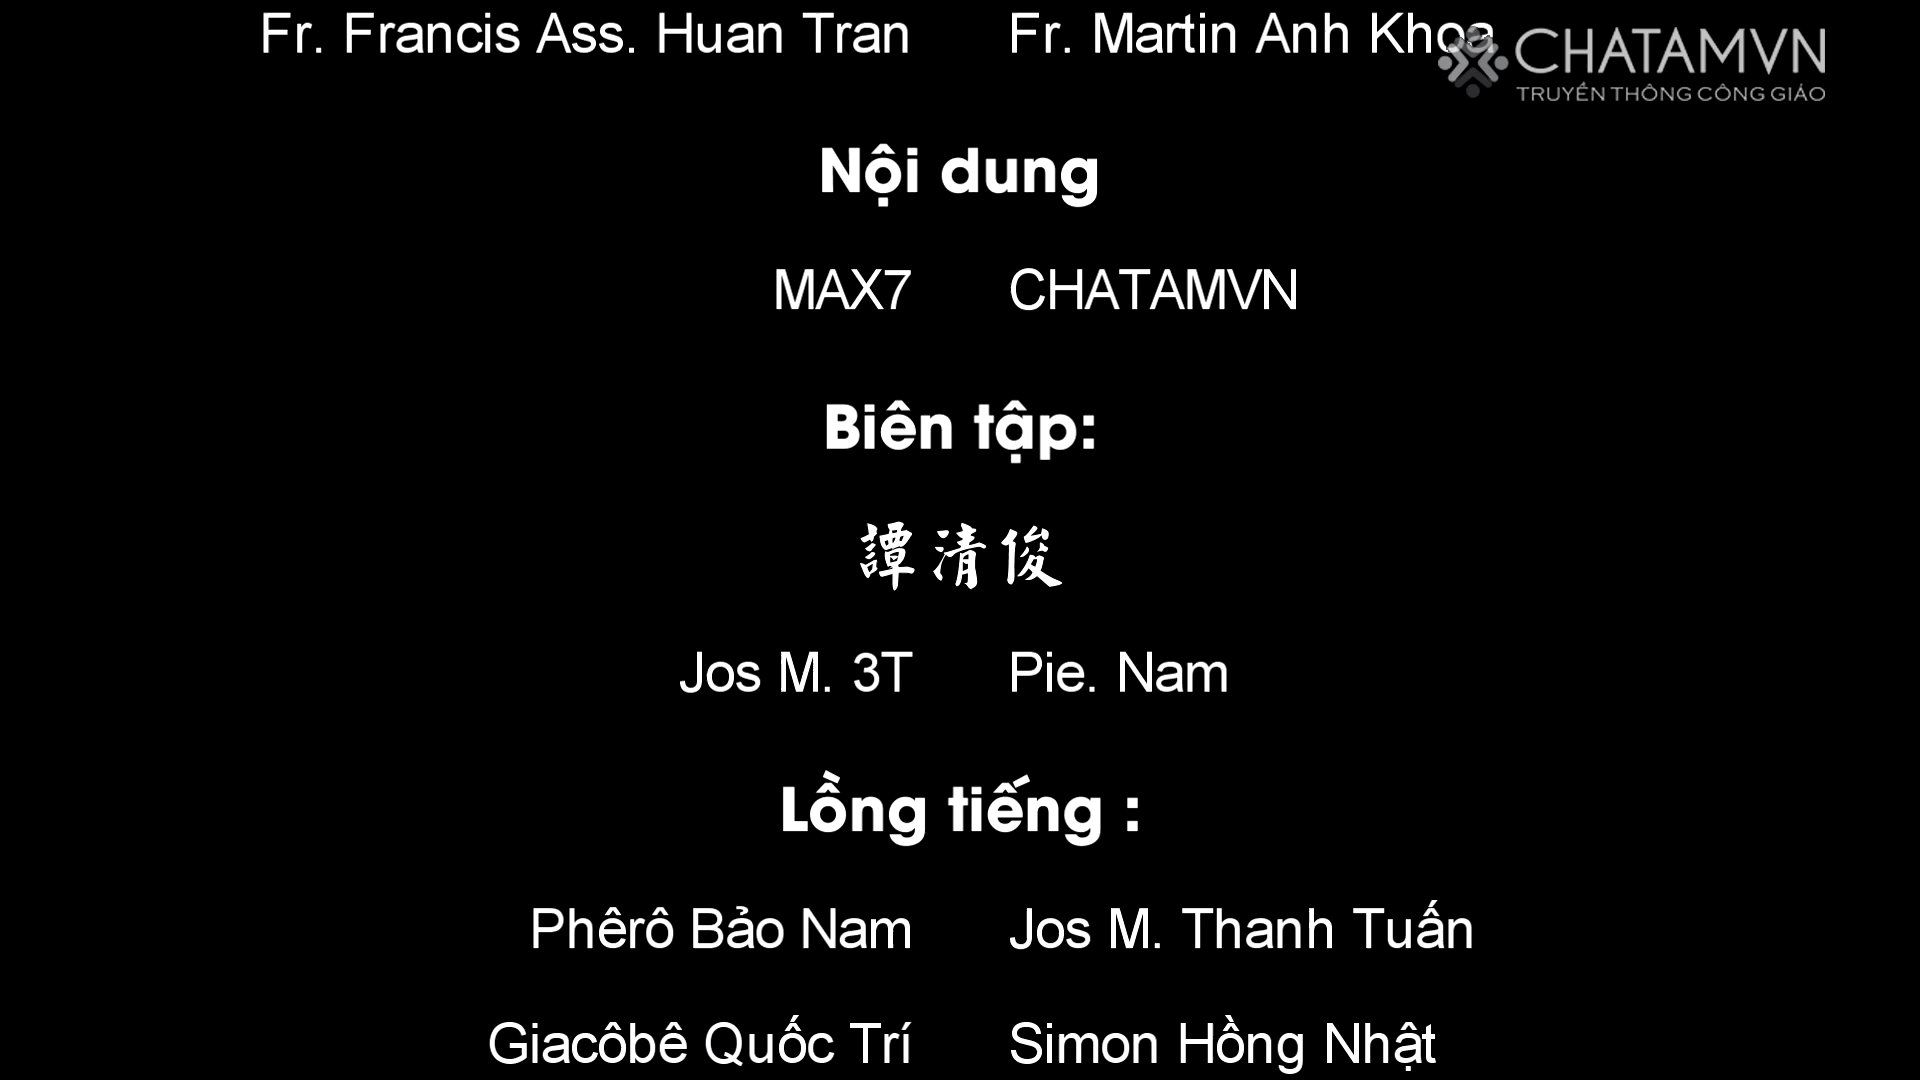 Fr. Francis Ass. Huan Tran Fr. Martin Anh Khoa
CHATAMVN
TRUYỀN THÔNG CÔNG GIÁO
Nội dung
MAX7 CHATAMVN
Biên tập:
譚清俊
Jos M. 3T Pie. Nam
Lồng tiếng :
Phêrô Bảo Nam Jos M. Thanh Tuấn
Giacôbê Quốc Trí Simon Hồng Nhật